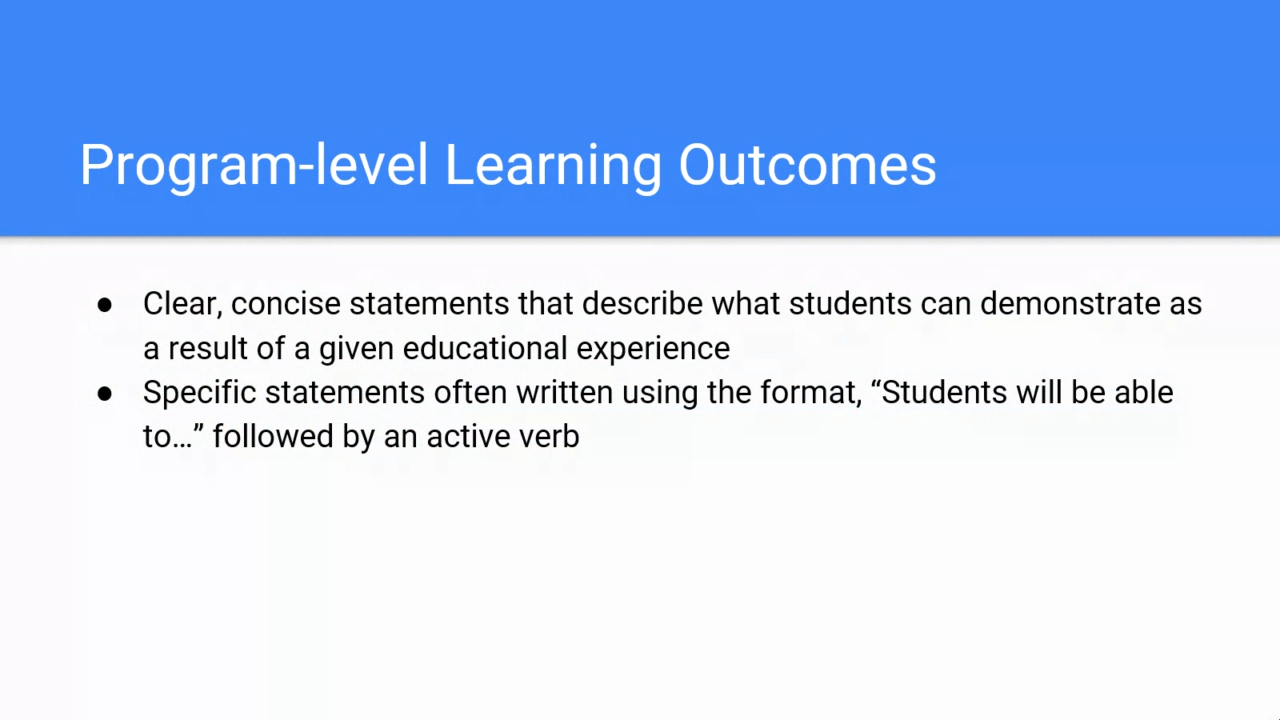 Program-level Learning Outcomes
● Clear, concise statements that describe what students can demonstrate as
a result of a given educational experience
● Specific statements often written using the format, “Students will be able
to…” followed by an active verb